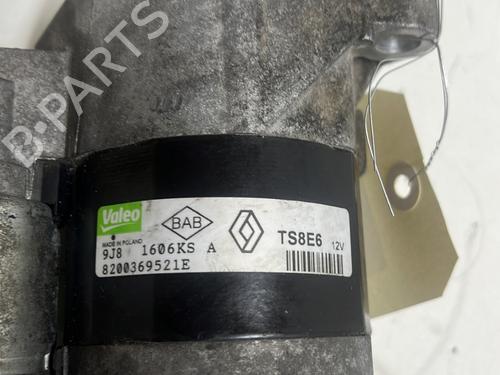 B-PARTS
Valeo
MADE IN POLAND
BAB
TS8E6
12V
9J8 1606KS A
8200369521E